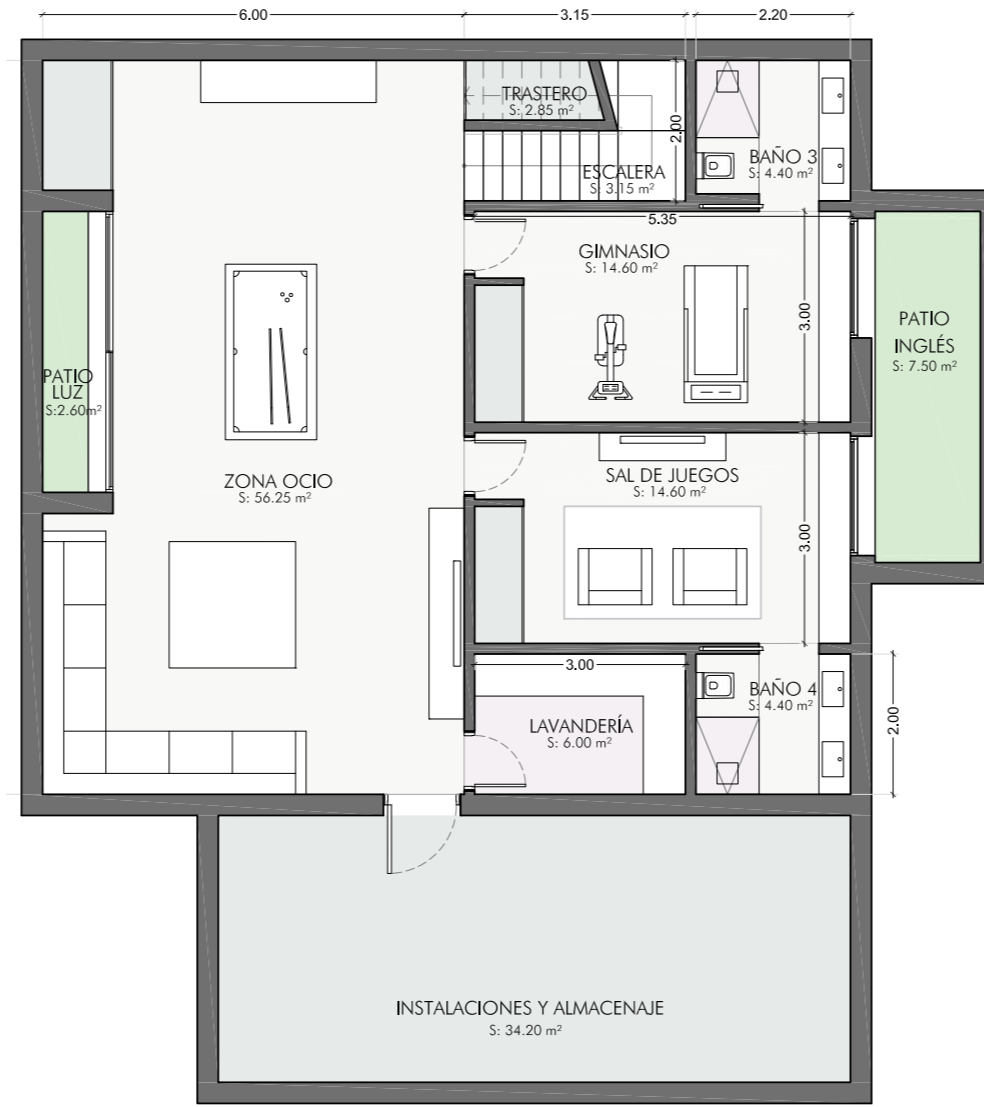 6.00
3.15
2.20
TRASTERO
S: 2.85 m²
2.00
ESCALERA
S: 3.15 m²
BAÑO 3
S: 4.40 m²
5.35
GIMNASIO
S: 14.60 m²
3.00
PATIO
INGLÉS
S: 7.50 m²
PATIO
LUZ
S:2.60m²
ZONA OCIO
S: 56.25 m²
SAL DE JUEGOS
S: 14.60 m²
3.00
3.00
LAVANDERÍA
S: 6.00 m²
BAÑO 4
S: 4.40 m²
2.00
INSTALACIONES Y ALMACENAJE
S: 34.20 m²